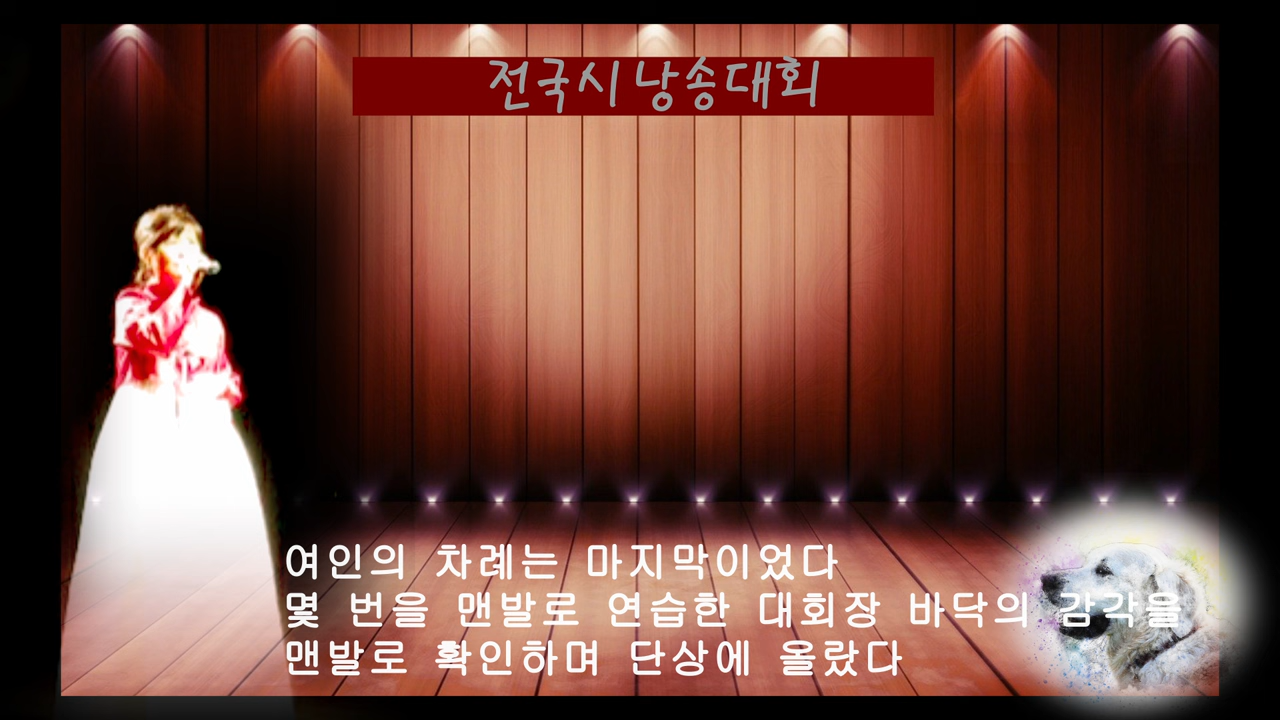 전국시낭송대회
여인의 차례는 마지막이었다
몇 번을 맨발로 연습한 대회장 바닥의 감각을
맨발로 확인하며 단상에 올랐다